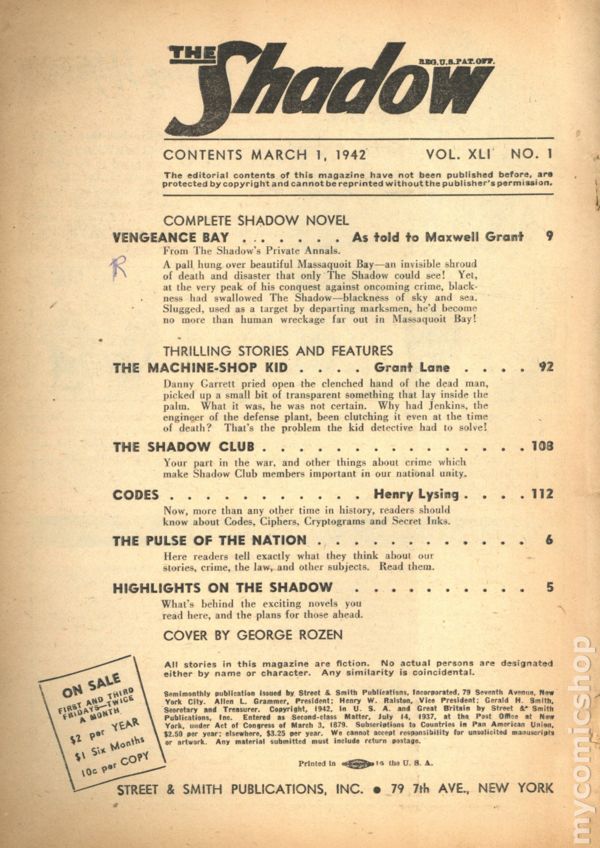 THE
Shadow
REG. U.S. PAT. OFF.
CONTENTS MARCH 1, 1942 VOL. XLI NO. 1
The editorial contents of this magazine have not been published before, are
protected by copyright and cannot be reprinted without the publisher's permission.
COMPLETE SHADOW NOVEL
VENGEANCE BAY . . . . . . As told to Maxwell Grant 9
From The Shadow's Private Annals.
R
A pall hung over beautiful Massaquoit Bay—an invisible shroud
of death and disaster that only The Shadow could see! Yet,
at the very peak of his conquest against oncoming crime, black-
ness had swallowed The Shadow—blackness of sky and sea.
Slugged, used as a target by departing marksmen, he'd become
no more than human wreckage far out in Massaquoit Bay!
THRILLING STORIES AND FEATURES
THE MACHINE-SHOP KID . . . . Grant Lane . . . . 92
Danny Garrett pried open the clenched hand of the dead man,
picked up a small bit of transparent something that lay inside the
palm. What it was, he was not certain. Why had Jenkins, the
enginger of the defense plant, been clutching it even at the time
of death? That's the problem the kid detective had to solve!
THE SHADOW CLUB . . . . . . . . . . . . . . 108
Your part in the war, and other things about crime which
make Shadow Club members important in our national unity.
CODES . . . . . . . . . . Henry Lysing . . . . 112
Now, more than any other time in history, readers should
know about Codes, Ciphers, Cryptograms and Secret Inks.
THE PULSE OF THE NATION . . . . . . . . . . . . 6
Here readers tell exactly what they think about our
stories, crime, the law, and other subjects. Read them.
HIGHLIGHTS ON THE SHADOW . . . . . . . . . . 5
What's behind the exciting novels you
read here, and the plans for those ahead.
COVER BY GEORGE ROZEN
All stories in this magazine are fiction. No actual persons are designated
either by name or character. Any similarity is coincidental.
ON SALE
FIRST AND THIRD
FRIDAYS—TWICE
A MONTH
$2 per YEAR
$1 Six Months
10c per COPY
Semimonthly publication issued by Street & Smith Publications, Incorporated, 79 Seventh Avenue, New
York City. Allen L. Grammer, President; Henry W. Ralston, Vice President; Gerald H. Smith,
Secretary and Treasurer. Copyright, 1942, in U. S. A. and Great Britain by Street & Smith
Publications, Inc. Entered as Second-class Matter, July 14, 1937, at the Post Office at New
York, under Act of Congress of March 3, 1879. Subscriptions to Countries in Pan American Union,
$2.50 per year; elsewhere, $3.25 per year. We cannot accept responsibility for unsolicited manuscripts
or artwork. Any material submitted must include return postage.
Printed in the U. S. A.
STREET & SMITH PUBLICATIONS, INC. ● 79 7th AVE., NEW YORK
mycomicshop